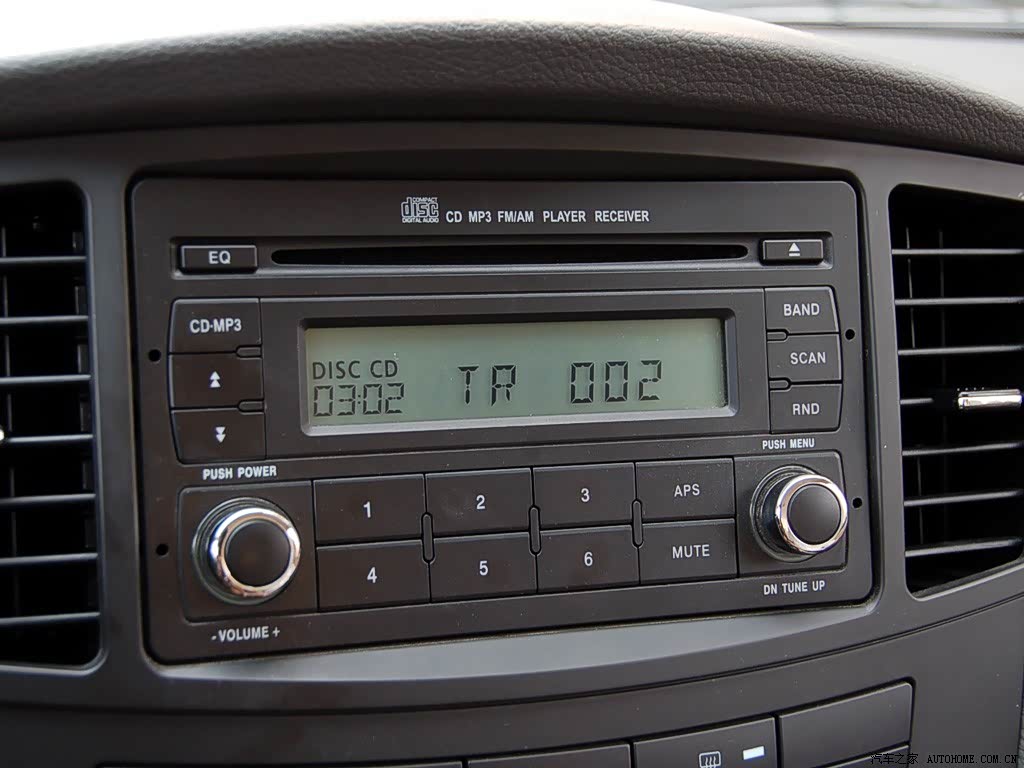 COMPACT
disc
DIGITAL AUDIO
CD MP3 FM/AM PLAYER RECEIVER
EQ
CD-MP3
BAND
SCAN
RND
DISC CD
03:02 TR 002
PUSH POWER
PUSH MENU
1 2 3 APS
4 5 6 MUTE
- VOLUME +
DN TUNE UP
汽车之家 AUTOHOME.COM.CN